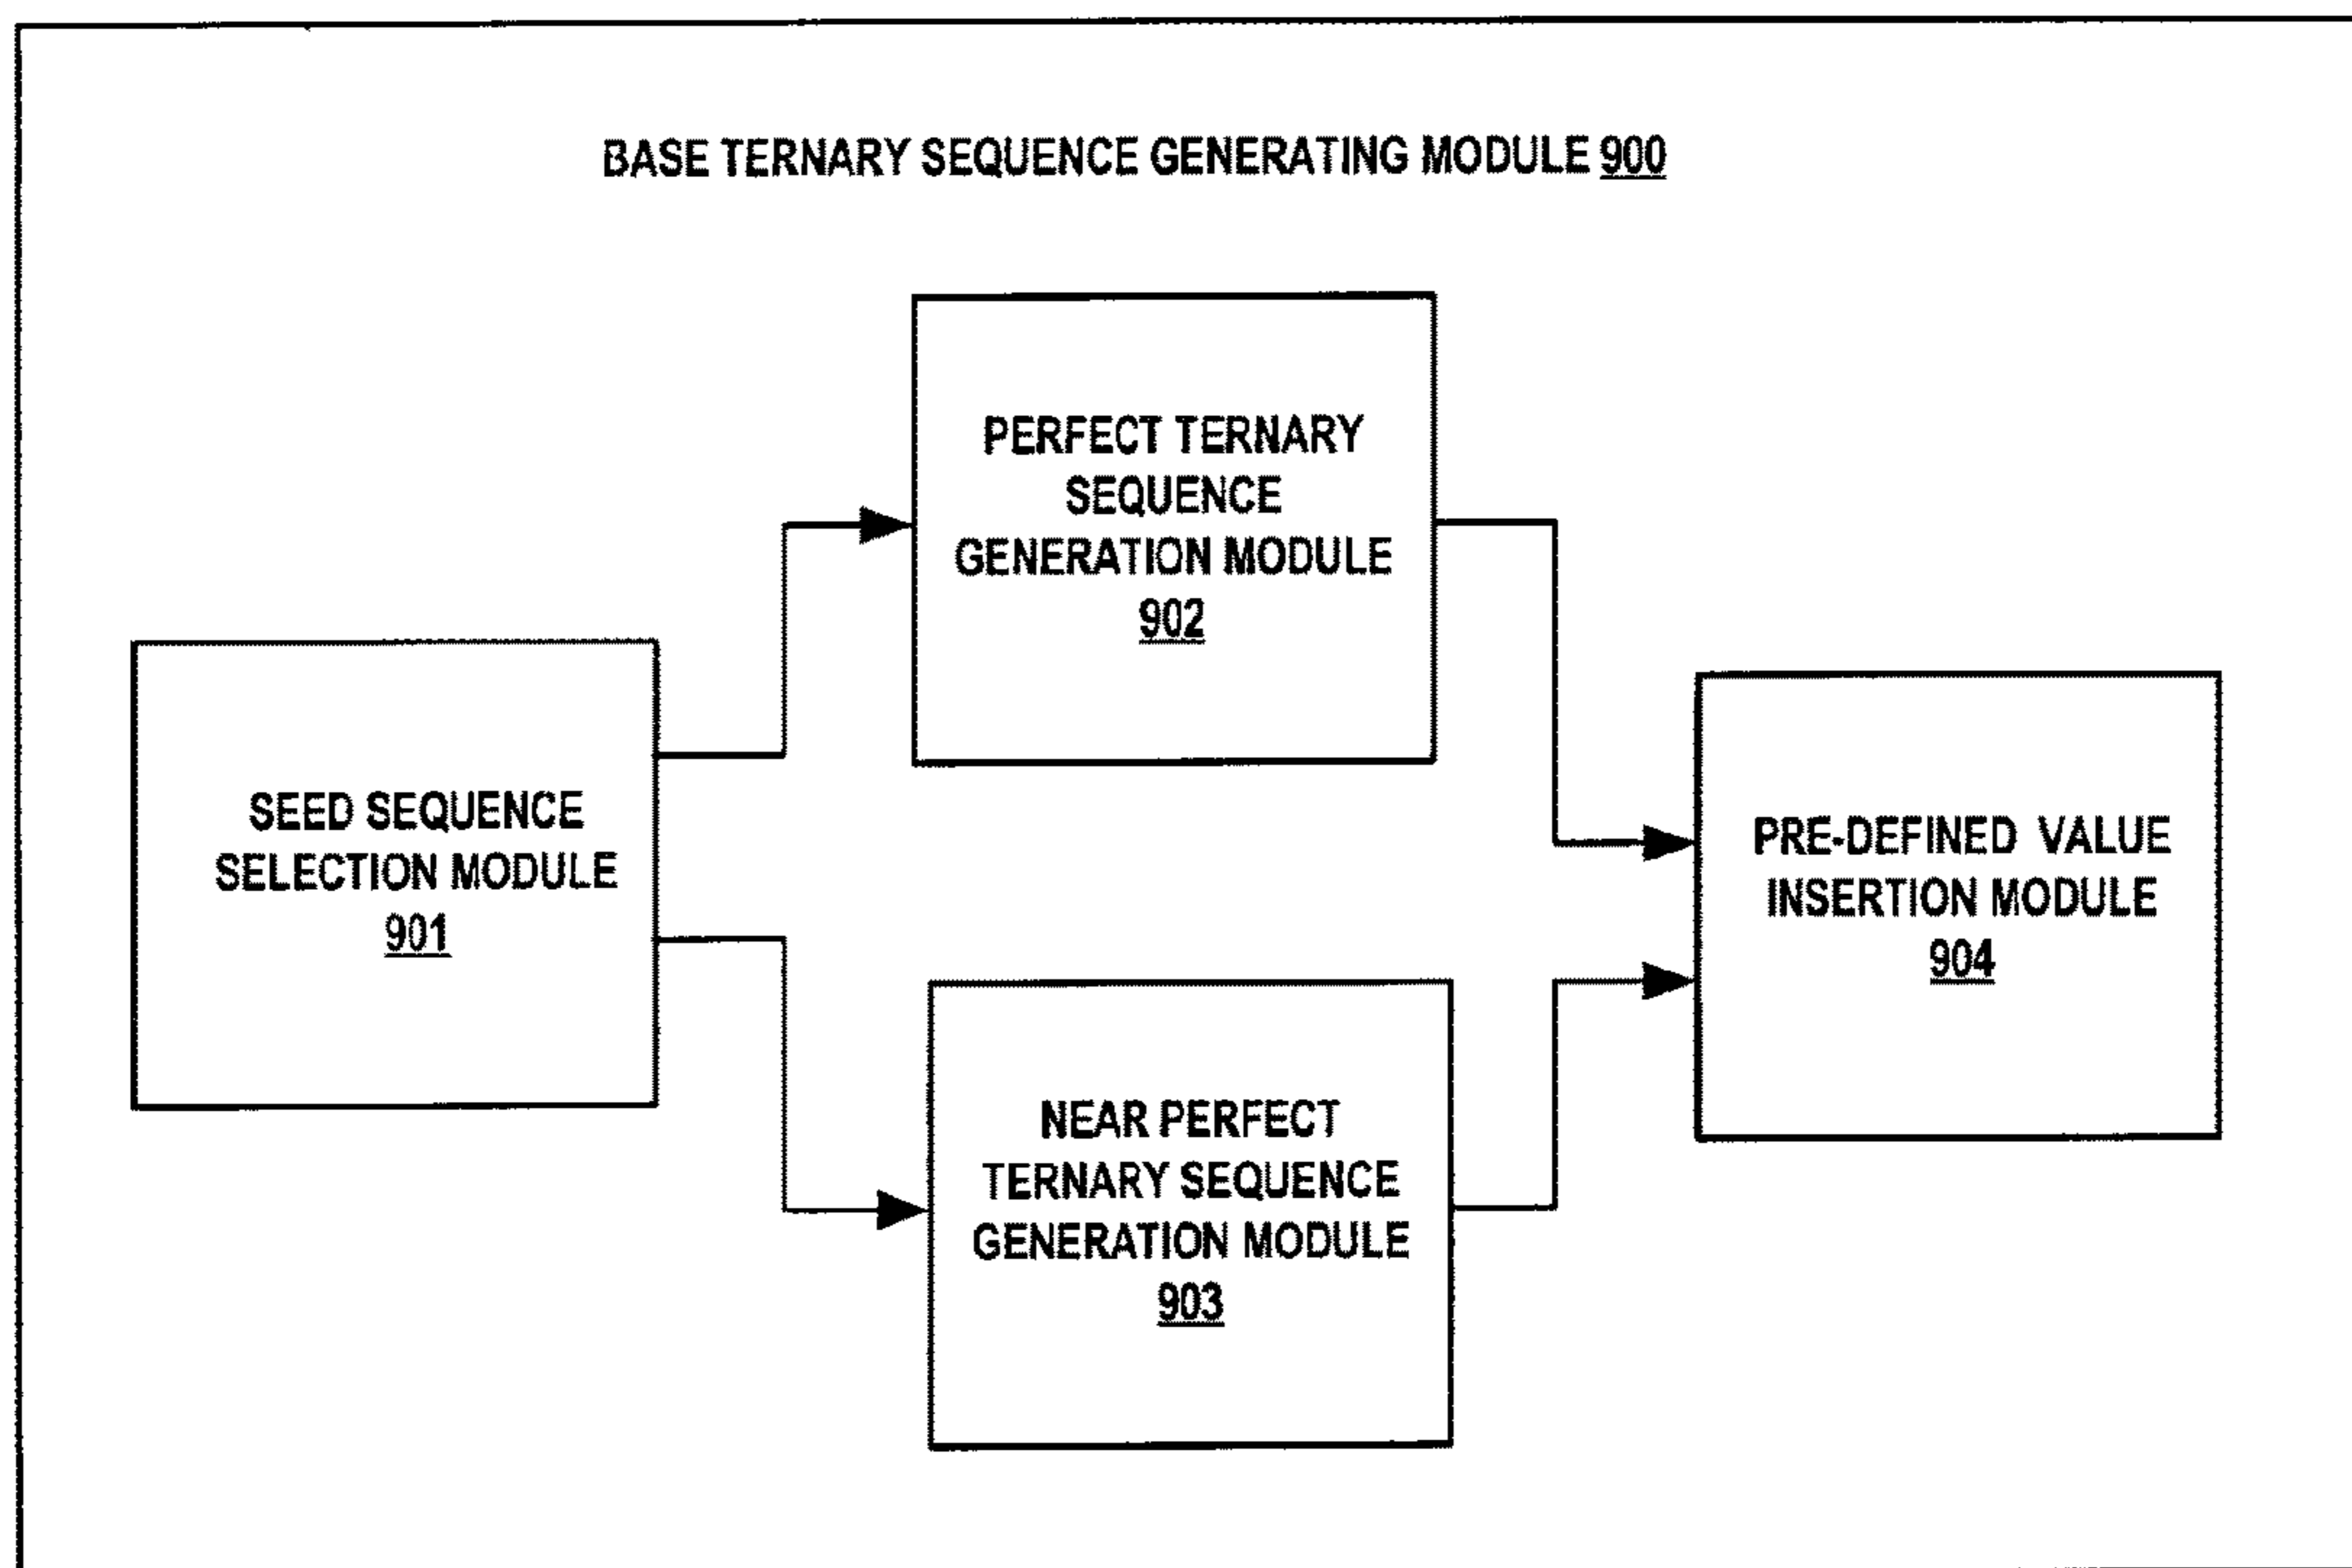 BASE TERNARY SEQUENCE GENERATING MODULE 900
PERFECT TERNARY
SEQUENCE
GENERATION MODULE
902
SEED SEQUENCE
SELECTION MODULE
901
PRE-DEFINED VALUE
INSERTION MODULE
904
NEAR PERFECT
TERNARY SEQUENCE
GENERATION MODULE
903